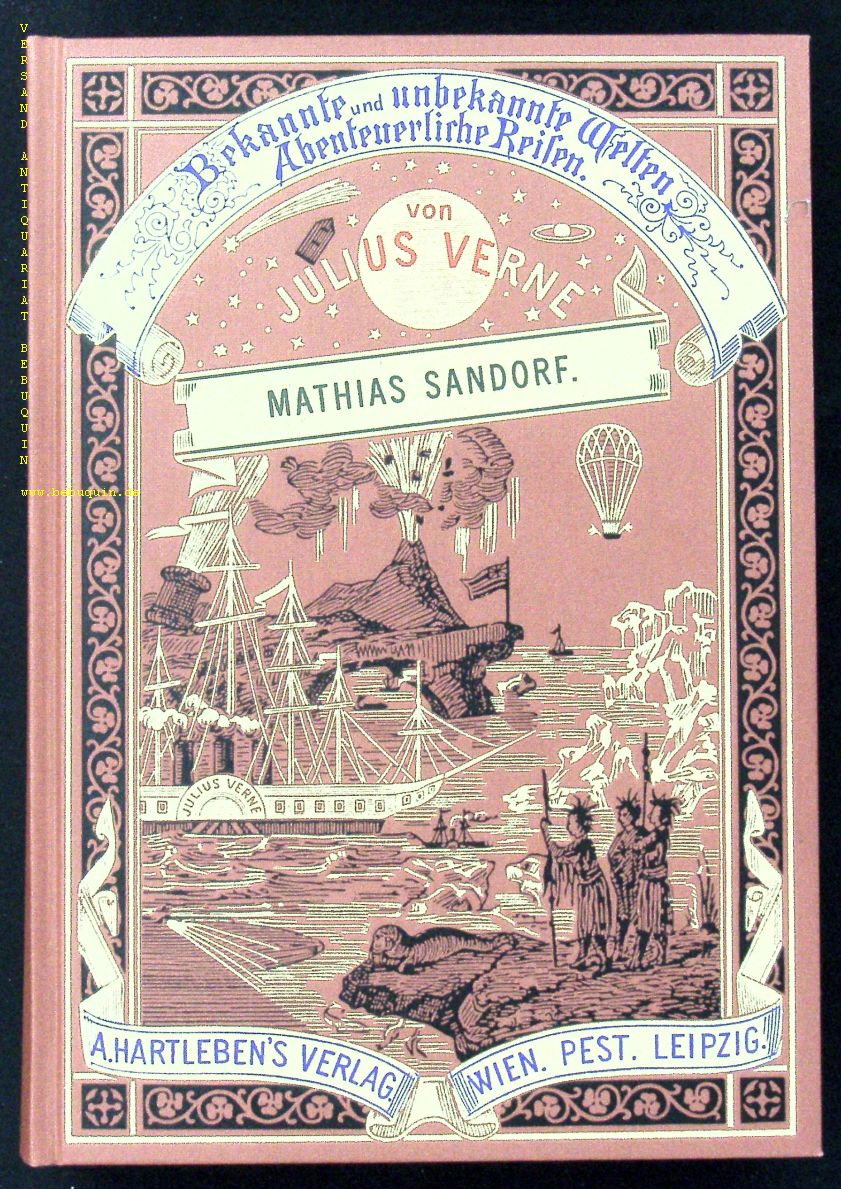 Bekannte und unbekannte Welten
Abenteuerliche Reisen.
von
JULIUS VERNE
MATHIAS SANDORF.
JULIUS VERNE
A.HARTLEBEN'S VERLAG.
WIEN. PEST. LEIPZIG.
VERSAND ANTIQUARIAT BEBUQUIN
www.bebuquin.de